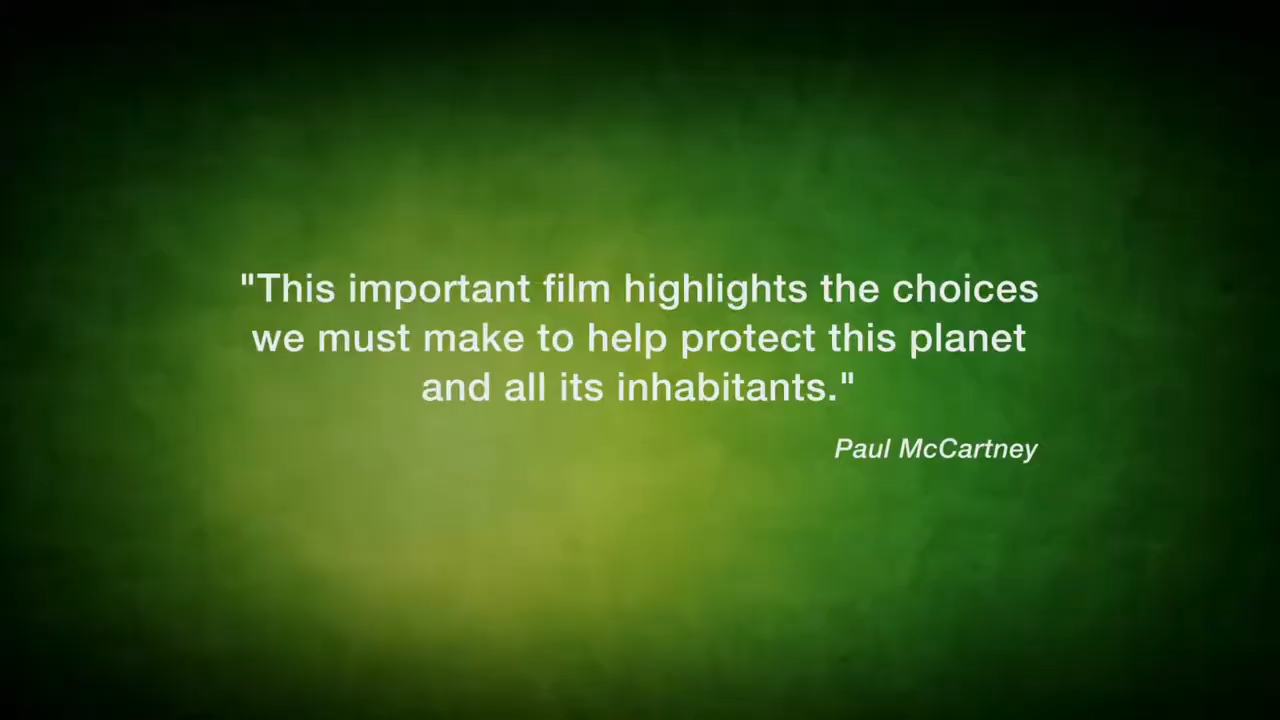 "This important film highlights the choices
we must make to help protect this planet
and all its inhabitants."
Paul McCartney